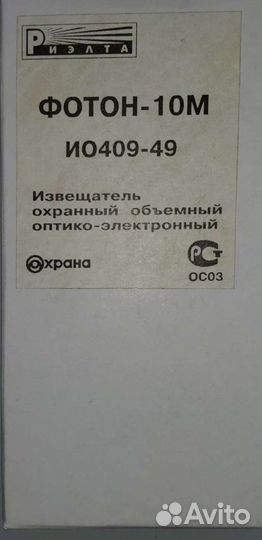 РИЭЛТА
ФОТОН-10М
ИО409-49
Извещатель
охранный объемный
оптико-электронный
Охрана
РСТ
ОС03
Avito